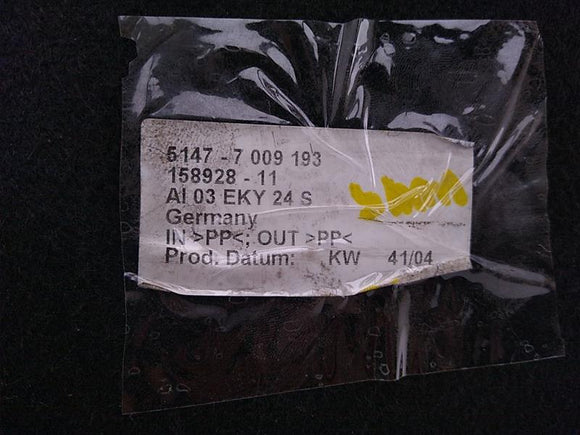 5147 - 7 009 193
158928 - 11
AI 03 EKY 24 S
Germany
IN >PP<; OUT >PP<
Prod. Datum: KW 41/04